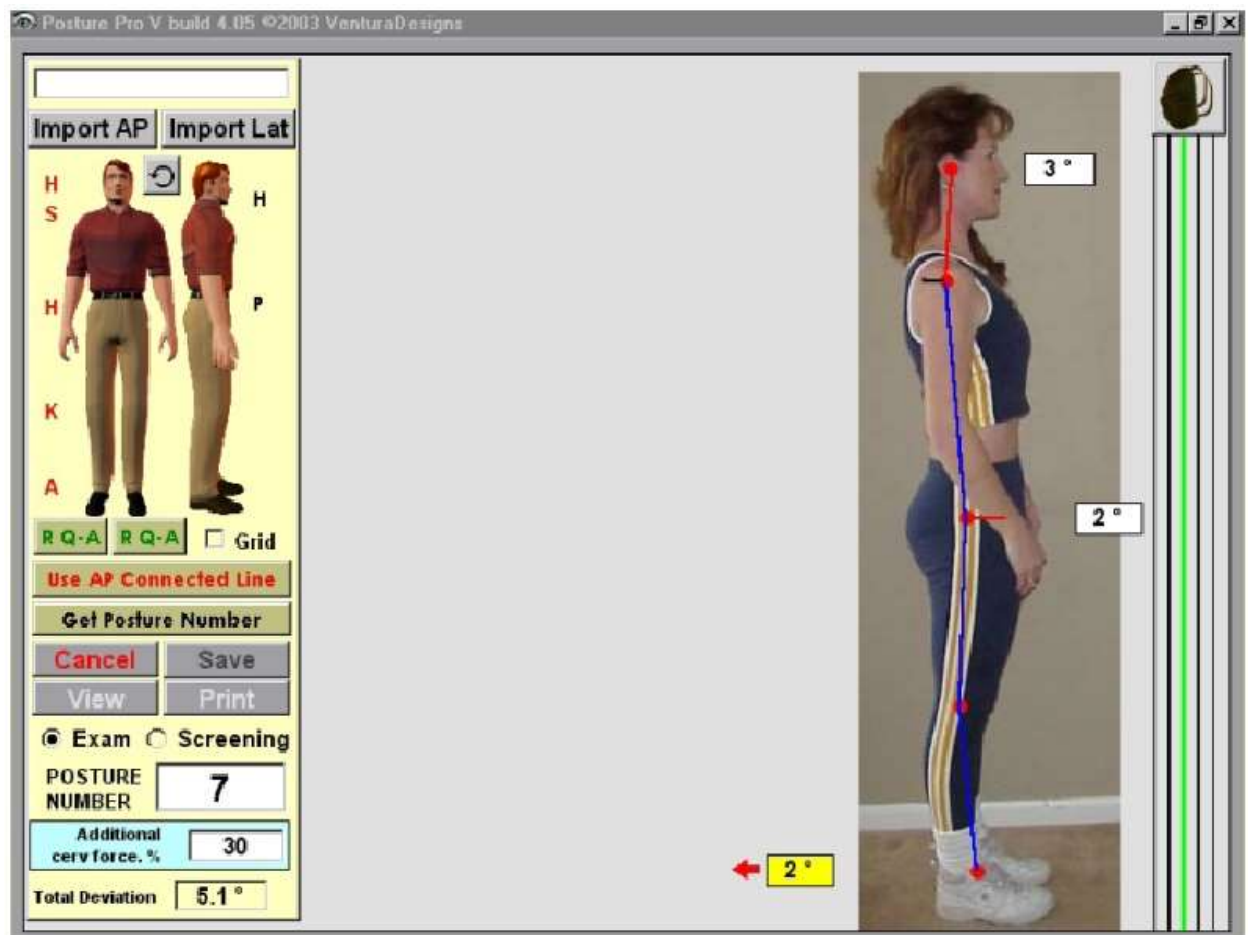 Posture Pro V build 4.05 ©2003 VenturaDesigns
Import AP Import Lat
H
S
H
H
P
K
A
R Q-A R Q-A Grid
Use AP Connected Line
Get Posture Number
Cancel Save
View Print
Exam Screening
POSTURE
NUMBER 7
Additional
cerv force. % 30
Total Deviation 5.1 °
3 °
2 °
2 °